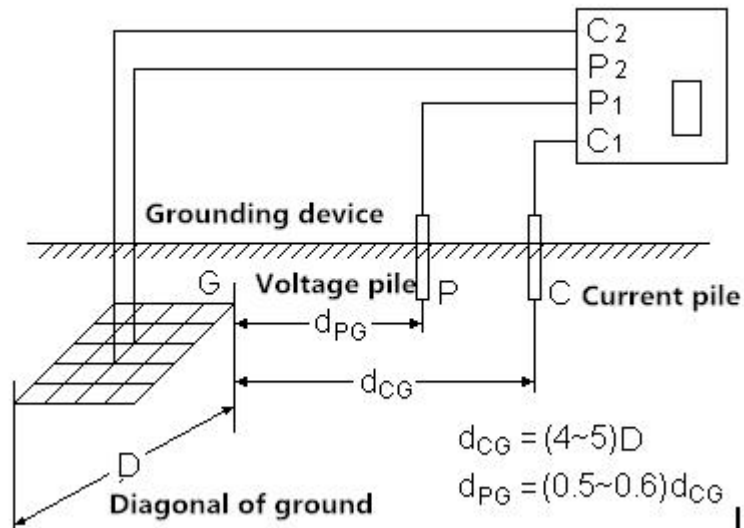 C2
P2
P1
C1
Grounding device
G
Voltage pile
P
C
Current pile
dPG
dCG
D
dCG = (4~5)D
dPG = (0.5~0.6)dCG
Diagonal of ground